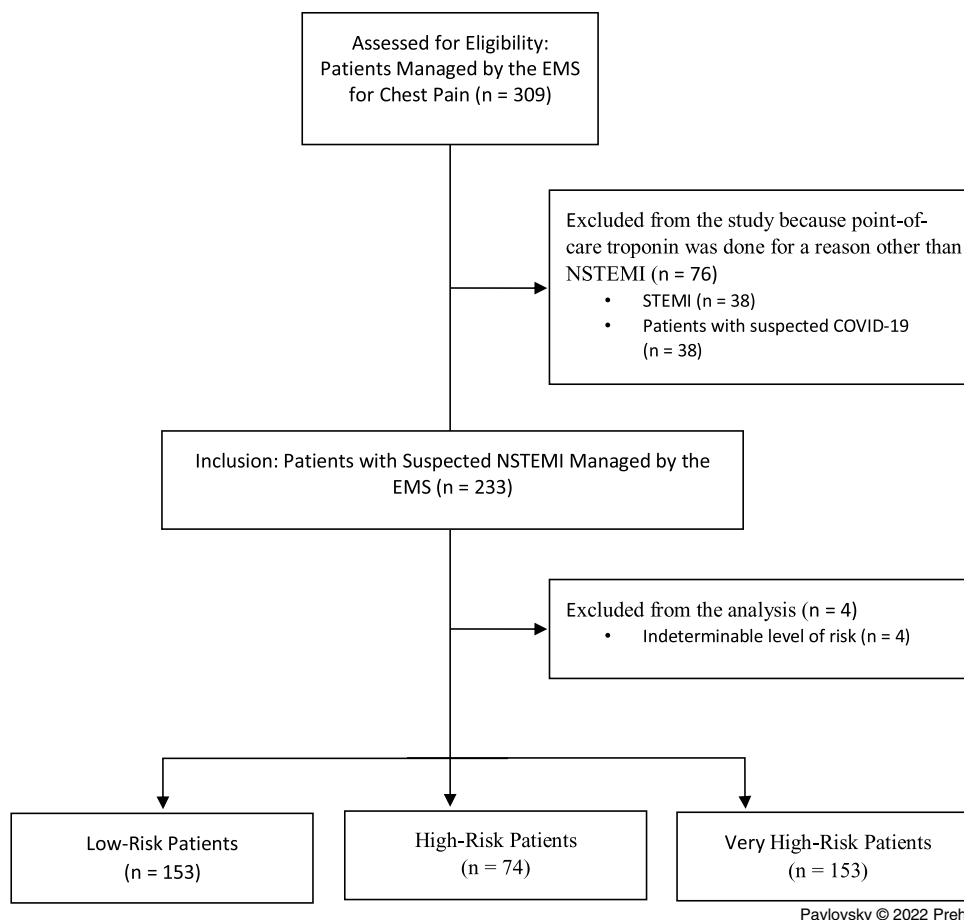 Assessed for Eligibility:
Patients Managed by the EMS
for Chest Pain (n = 309)
Excluded from the study because point-of-
care troponin was done for a reason other than
NSTEMI (n = 76)
• STEMI (n = 38)
• Patients with suspected COVID-19
(n = 38)
Inclusion: Patients with Suspected NSTEMI Managed by the
EMS (n = 233)
Excluded from the analysis (n = 4)
• Indeterminable level of risk (n = 4)
Low-Risk Patients
(n = 153)
High-Risk Patients
(n = 74)
Very High-Risk Patients
(n = 153)
Pavlovsky © 2022 Preh